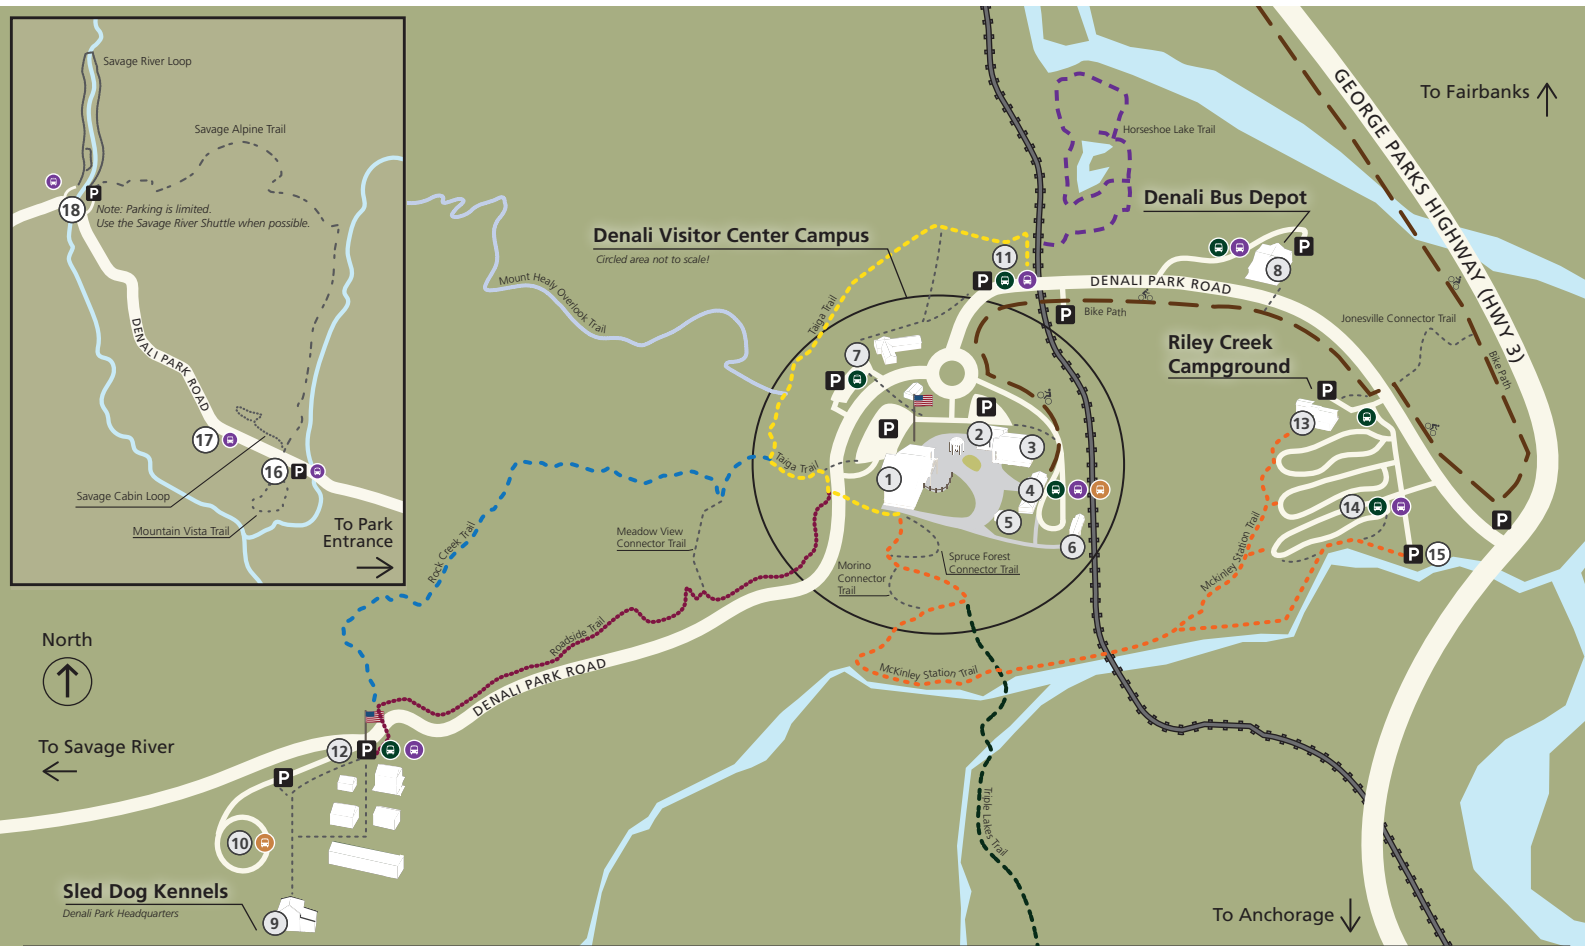 Savage River Loop
Savage Alpine Trail
P
18
Note: Parking is limited.
Use the Savage River Shuttle when possible.
DENALI PARK ROAD
17
16
P
Savage Cabin Loop
Mountain Vista Trail
To Park
Entrance
North
To Savage River
Mount Healy Overlook Trail
Denali Visitor Center Campus
Circled area not to scale!
Taiga Trail
11
P
Horseshoe Lake Trail
Denali Bus Depot
P
8
DENALI PARK ROAD
P
Bike Path
GEORGE PARKS HIGHWAY (HWY 3)
To Fairbanks
Jonesville Connector Trail
Bike Path
Riley Creek
Campground
P
13
14
P
15
P
7
P
P
P
2
3
1
4
5
6
Taiga Trail
Rock Creek Trail
Meadow View
Connector Trail
Morino
Connector
Trail
Spruce Forest
Connector Trail
Mckinley Station Trail
McKinley Station Trail
Roadside Trail
DENALI PARK ROAD
12
P
P
10
Sled Dog Kennels
Denali Park Headquarters
9
Triple Lakes Trail
To Anchorage